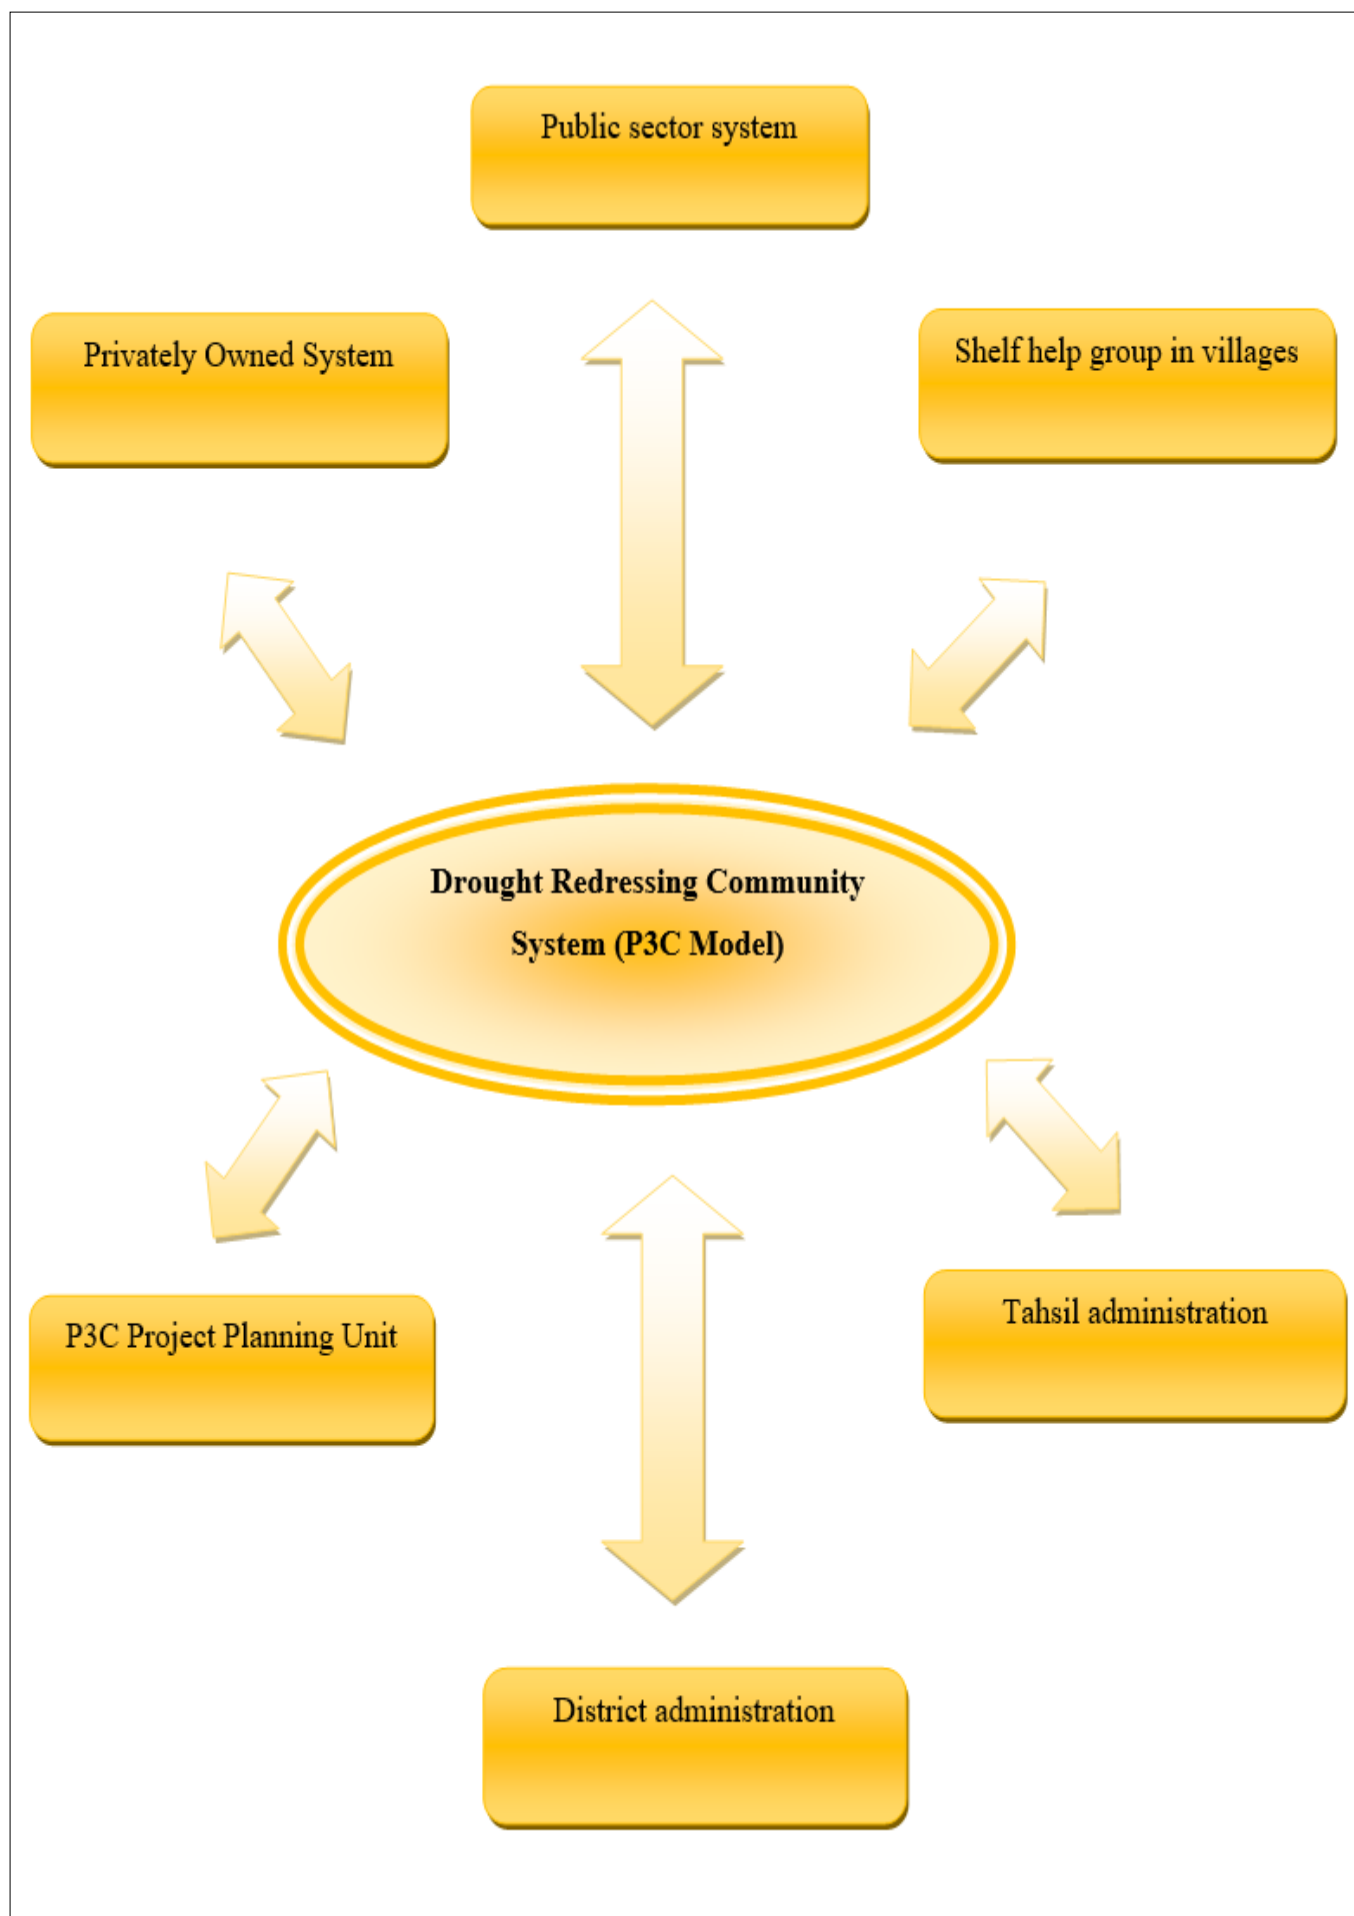 Public sector system
Privately Owned System
Shelf help group in villages
Drought Redressing Community
System (P3C Model)
P3C Project Planning Unit
Tahsil administration
District administration